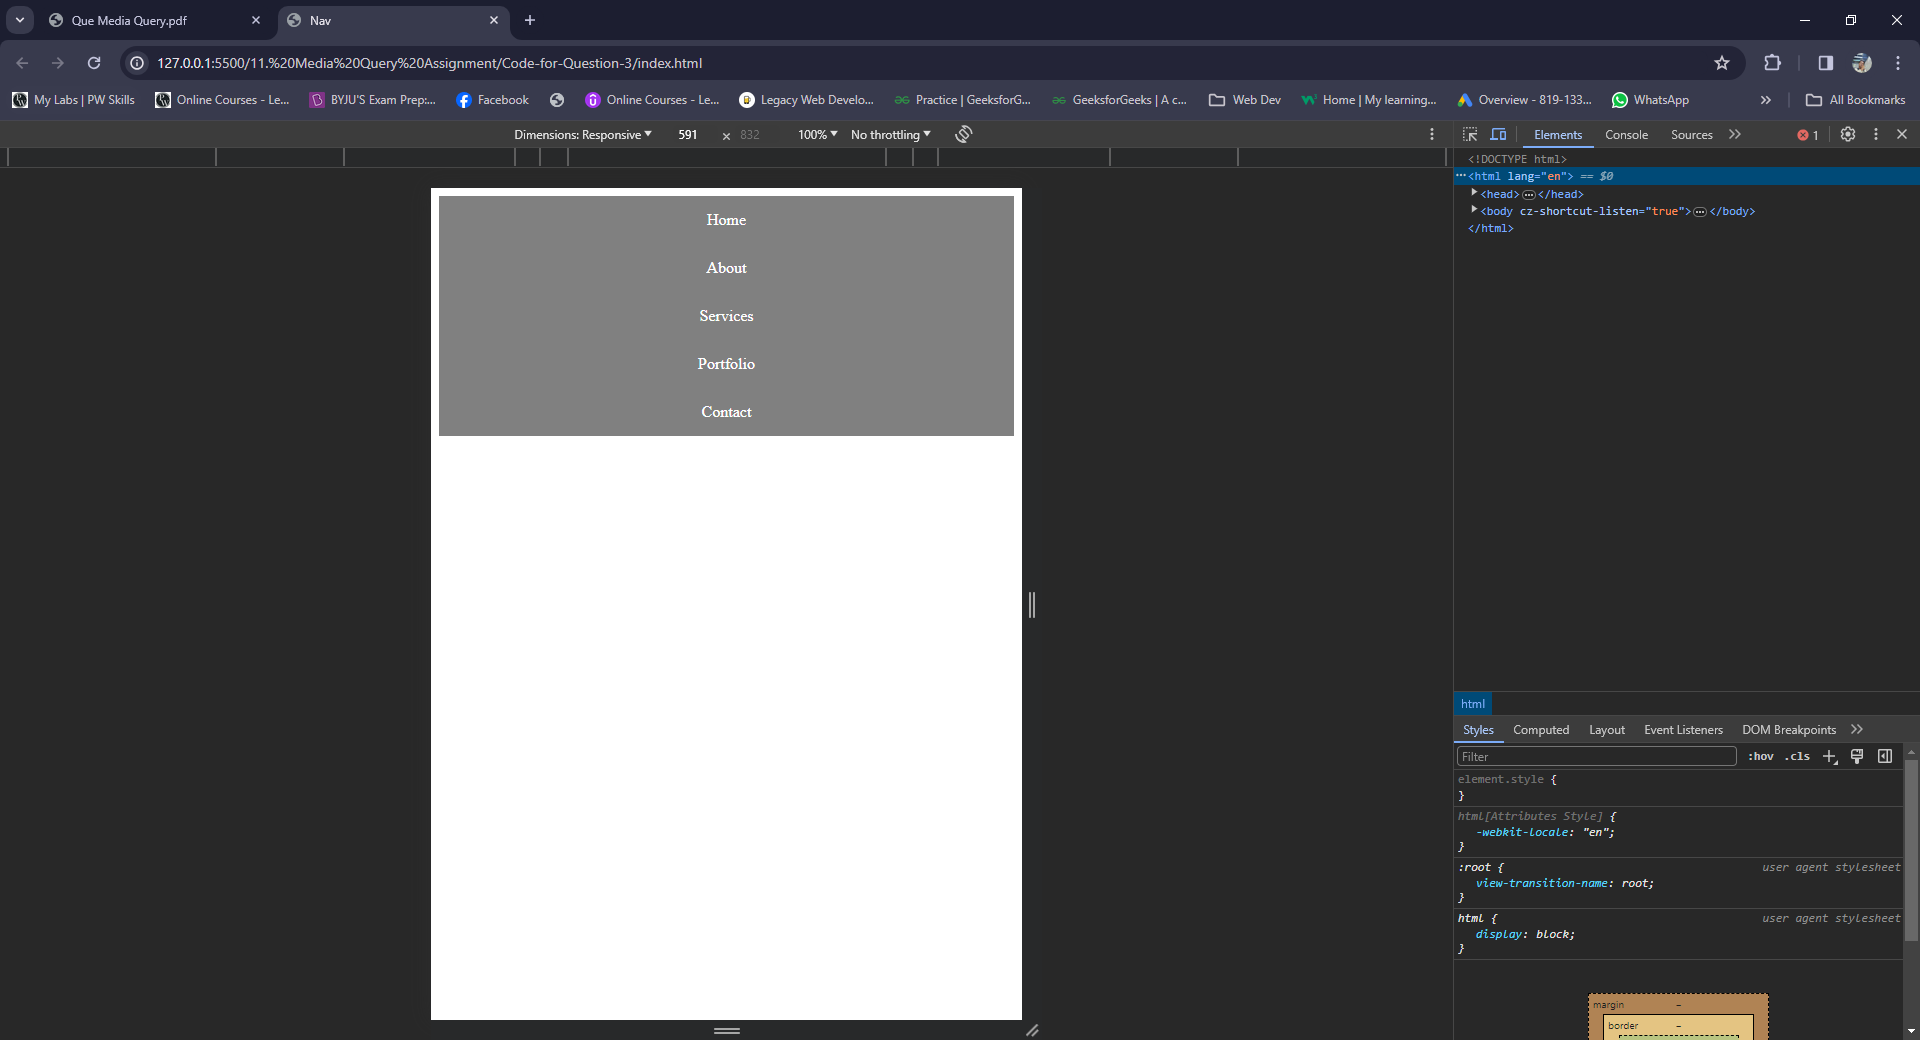 Que Media Query.pdf
Nav
127.0.0.1:5500/11.%20Media%20Query%20Assignment/Code-for-Question-3/index.html
My Labs | PW Skills
Online Courses - Le...
BYJU'S Exam Prep:...
Facebook
Online Courses - Le...
Legacy Web Develo...
Practice | GeeksforG...
GeeksforGeeks | A c...
Web Dev
Home | My learning...
Overview - 819-133...
WhatsApp
All Bookmarks
Dimensions: Responsive
591 × 832
100%
No throttling
Elements
Console
Sources
1
Home
About
Services
Portfolio
Contact
<!DOCTYPE html>
<html lang="en"> == $0
<head>…</head>
<body cz-shortcut-listen="true">…</body>
</html>
html
Styles
Computed
Layout
Event Listeners
DOM Breakpoints
Filter
:hov .cls
element.style {
}
html[Attributes Style] {
-webkit-locale: "en";
}
:root { user agent stylesheet
view-transition-name: root;
}
html { user agent stylesheet
display: block;
}
margin –
border –